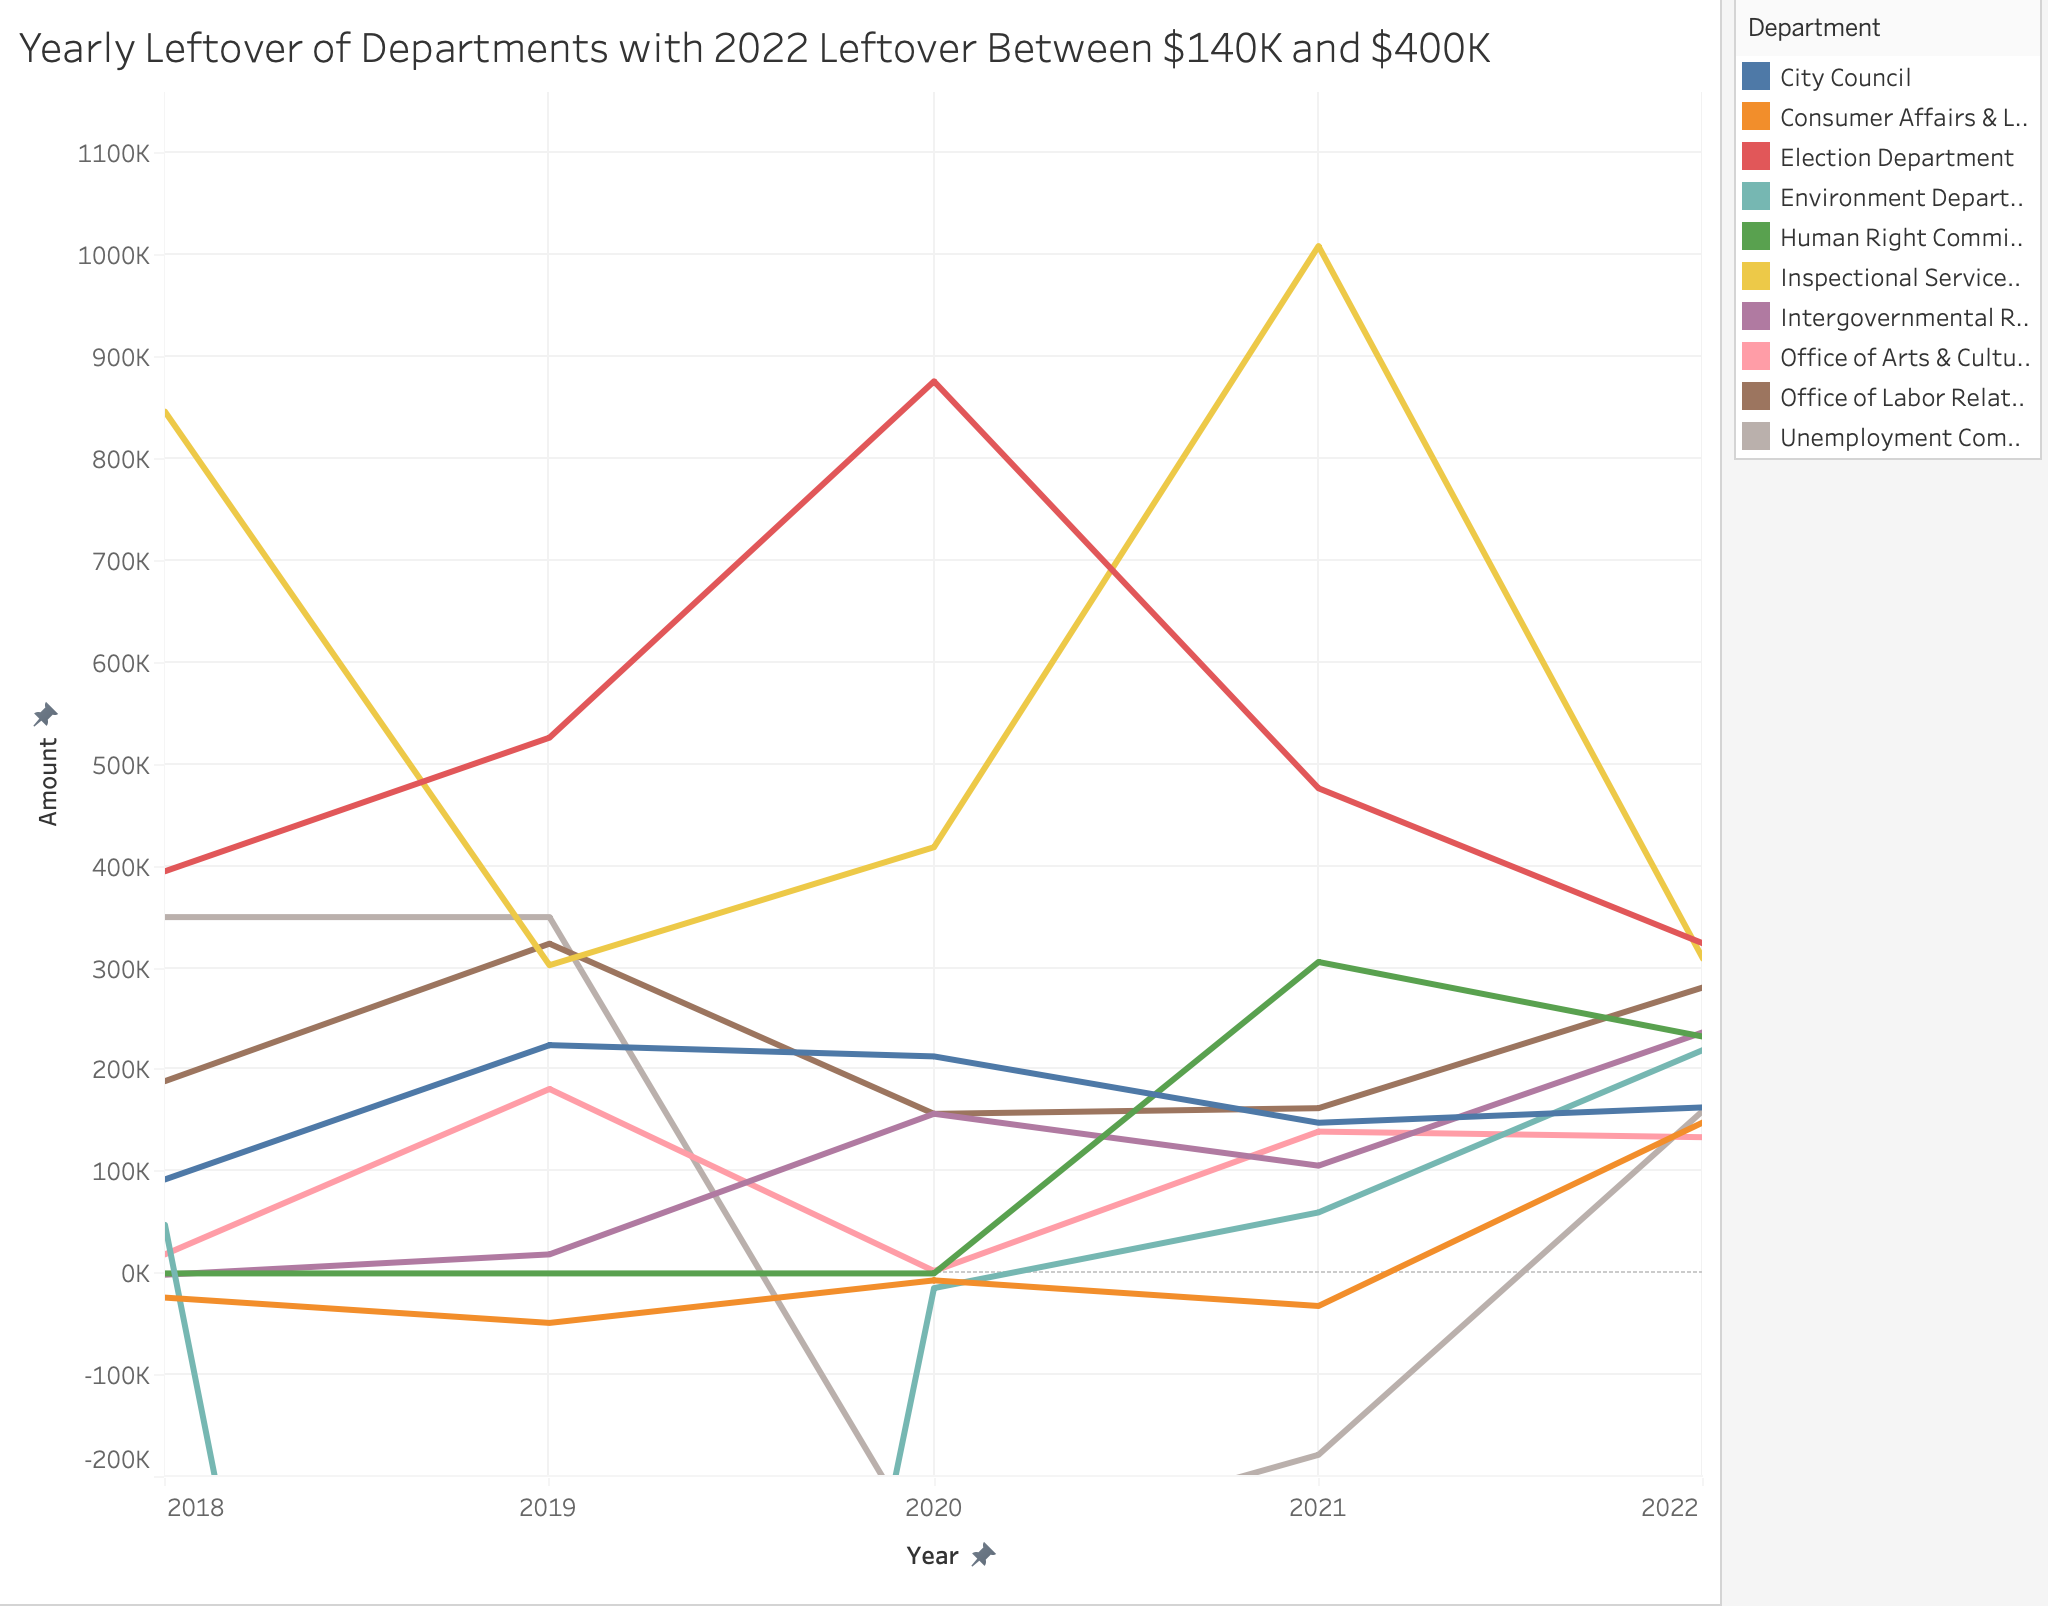 Yearly Leftover of Departments with 2022 Leftover Between $140K and $400K
1100K
1000K
900K
800K
700K
600K
500K
400K
300K
200K
100K
0K
-100K
-200K
Amount
2018 2019 2020 2021 2022
Year
Department
City Council
Consumer Affairs & L..
Election Department
Environment Depart..
Human Right Commi..
Inspectional Service..
Intergovernmental R..
Office of Arts & Cultu..
Office of Labor Relat..
Unemployment Com..